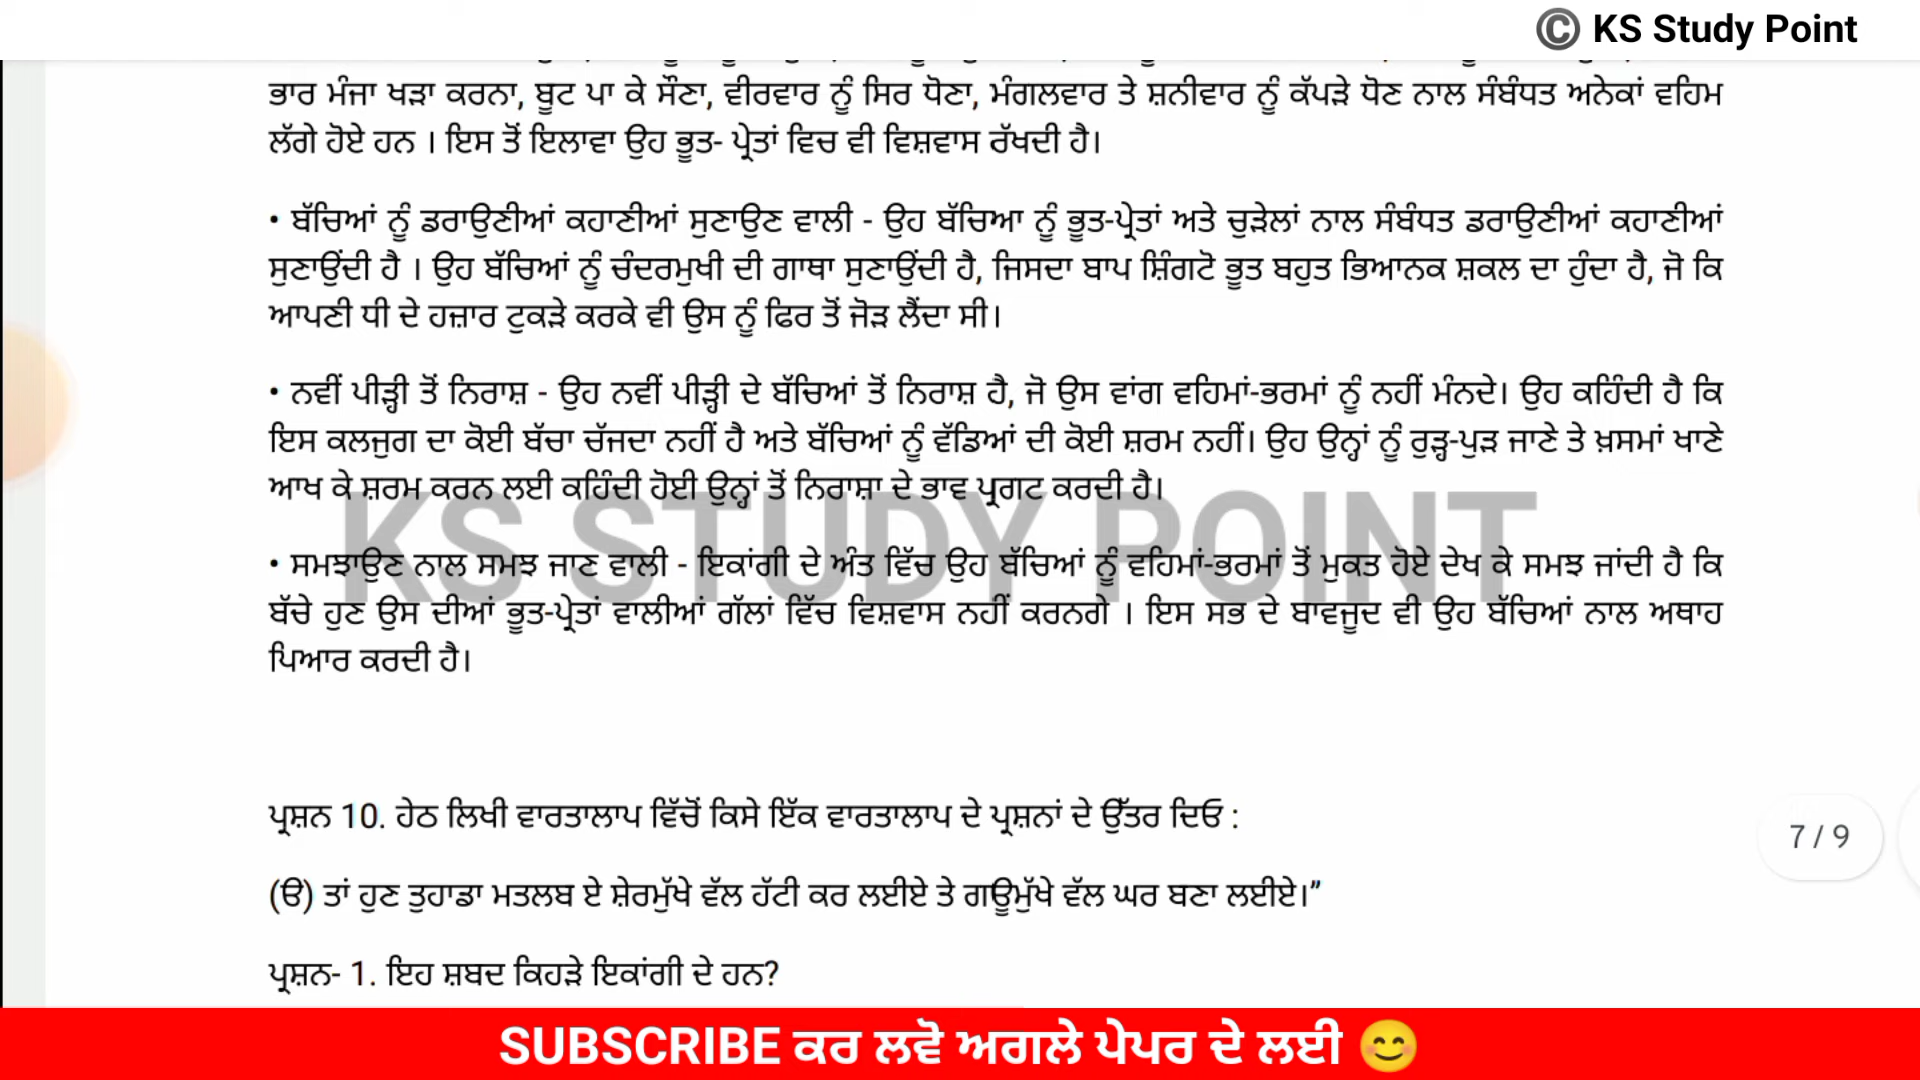 © KS Study Point
ਭਾਰ ਮੰਜਾ ਖੜਾ ਕਰਨਾ, ਬੂਟ ਪਾ ਕੇ ਸੌਣਾ, ਵੀਰਵਾਰ ਨੂੰ ਸਿਰ ਧੋਣਾ, ਮੰਗਲਵਾਰ ਤੇ ਸ਼ਨੀਵਾਰ ਨੂੰ ਕੱਪੜੇ ਧੋਣ ਨਾਲ ਸੰਬੰਧਤ ਅਨੇਕਾਂ ਵਹਿਮ
ਲੱਗੇ ਹੋਏ ਹਨ । ਇਸ ਤੋਂ ਇਲਾਵਾ ਉਹ ਭੂਤ- ਪ੍ਰੇਤਾਂ ਵਿਚ ਵੀ ਵਿਸ਼ਵਾਸ ਰੱਖਦੀ ਹੈ।
• ਬੱਚਿਆਂ ਨੂੰ ਡਰਾਉਣੀਆਂ ਕਹਾਣੀਆਂ ਸੁਣਾਉਣ ਵਾਲੀ - ਉਹ ਬੱਚਿਆ ਨੂੰ ਭੂਤ-ਪ੍ਰੇਤਾਂ ਅਤੇ ਚੁੜੇਲਾਂ ਨਾਲ ਸੰਬੰਧਤ ਡਰਾਉਣੀਆਂ ਕਹਾਣੀਆਂ
ਸੁਣਾਉਂਦੀ ਹੈ । ਉਹ ਬੱਚਿਆਂ ਨੂੰ ਚੰਦਰਮੁਖੀ ਦੀ ਗਾਥਾ ਸੁਣਾਉਂਦੀ ਹੈ, ਜਿਸਦਾ ਬਾਪ ਸ਼ਿੰਗਟੋ ਭੂਤ ਬਹੁਤ ਭਿਆਨਕ ਸ਼ਕਲ ਦਾ ਹੁੰਦਾ ਹੈ, ਜੋ ਕਿ
ਆਪਣੀ ਧੀ ਦੇ ਹਜ਼ਾਰ ਟੁਕੜੇ ਕਰਕੇ ਵੀ ਉਸ ਨੂੰ ਫਿਰ ਤੋਂ ਜੋੜ ਲੈਂਦਾ ਸੀ।
• ਨਵੀਂ ਪੀੜ੍ਹੀ ਤੋਂ ਨਿਰਾਸ਼ - ਉਹ ਨਵੀਂ ਪੀੜ੍ਹੀ ਦੇ ਬੱਚਿਆਂ ਤੋਂ ਨਿਰਾਸ਼ ਹੈ, ਜੋ ਉਸ ਵਾਂਗ ਵਹਿਮਾਂ-ਭਰਮਾਂ ਨੂੰ ਨਹੀਂ ਮੰਨਦੇ। ਉਹ ਕਹਿੰਦੀ ਹੈ ਕਿ
ਇਸ ਕਲਜੁਗ ਦਾ ਕੋਈ ਬੱਚਾ ਚੱਜਦਾ ਨਹੀਂ ਹੈ ਅਤੇ ਬੱਚਿਆਂ ਨੂੰ ਵੱਡਿਆਂ ਦੀ ਕੋਈ ਸ਼ਰਮ ਨਹੀਂ। ਉਹ ਉਨ੍ਹਾਂ ਨੂੰ ਰੁੜ੍ਹ-ਪੁੜ ਜਾਣੇ ਤੇ ਖ਼ਸਮਾਂ ਖਾਣੇ
ਆਖ ਕੇ ਸ਼ਰਮ ਕਰਨ ਲਈ ਕਹਿੰਦੀ ਹੋਈ ਉਨ੍ਹਾਂ ਤੋਂ ਨਿਰਾਸ਼ਾ ਦੇ ਭਾਵ ਪ੍ਰਗਟ ਕਰਦੀ ਹੈ।
KS STUDY POINT
• ਸਮਝਾਉਣ ਨਾਲ ਸਮਝ ਜਾਣ ਵਾਲੀ - ਇਕਾਂਗੀ ਦੇ ਅੰਤ ਵਿੱਚ ਉਹ ਬੱਚਿਆਂ ਨੂੰ ਵਹਿਮਾਂ-ਭਰਮਾਂ ਤੋਂ ਮੁਕਤ ਹੋਏ ਦੇਖ ਕੇ ਸਮਝ ਜਾਂਦੀ ਹੈ ਕਿ
ਬੱਚੇ ਹੁਣ ਉਸ ਦੀਆਂ ਭੂਤ-ਪ੍ਰੇਤਾਂ ਵਾਲੀਆਂ ਗੱਲਾਂ ਵਿੱਚ ਵਿਸ਼ਵਾਸ ਨਹੀਂ ਕਰਨਗੇ । ਇਸ ਸਭ ਦੇ ਬਾਵਜੂਦ ਵੀ ਉਹ ਬੱਚਿਆਂ ਨਾਲ ਅਥਾਹ
ਪਿਆਰ ਕਰਦੀ ਹੈ।
ਪ੍ਰਸ਼ਨ 10. ਹੇਠ ਲਿਖੀ ਵਾਰਤਾਲਾਪ ਵਿੱਚੋਂ ਕਿਸੇ ਇੱਕ ਵਾਰਤਾਲਾਪ ਦੇ ਪ੍ਰਸ਼ਨਾਂ ਦੇ ਉੱਤਰ ਦਿਓ :
7 / 9
(ੳ) ਤਾਂ ਹੁਣ ਤੁਹਾਡਾ ਮਤਲਬ ਏ ਸ਼ੇਰਮੁੱਖੇ ਵੱਲ ਹੱਟੀ ਕਰ ਲਈਏ ਤੇ ਗਊਮੁੱਖੇ ਵੱਲ ਘਰ ਬਣਾ ਲਈਏ।”
ਪ੍ਰਸ਼ਨ- 1. ਇਹ ਸ਼ਬਦ ਕਿਹੜੇ ਇਕਾਂਗੀ ਦੇ ਹਨ?
SUBSCRIBE ਕਰ ਲਵੋ ਅਗਲੇ ਪੇਪਰ ਦੇ ਲਈ 😊